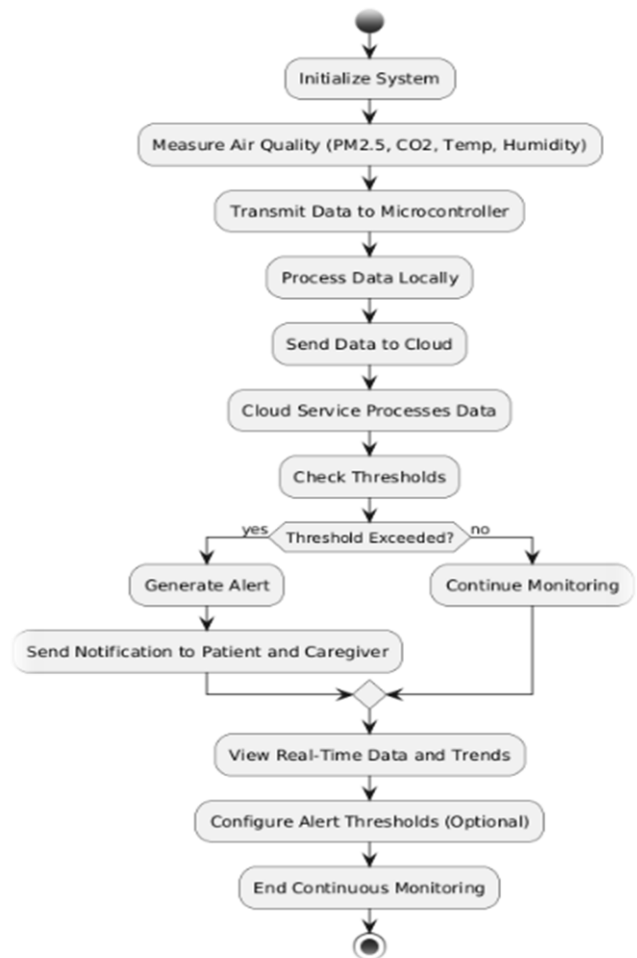 Initialize System
Measure Air Quality (PM2.5, CO2, Temp, Humidity)
Transmit Data to Microcontroller
Process Data Locally
Send Data to Cloud
Cloud Service Processes Data
Check Thresholds
yes
Threshold Exceeded?
no
Generate Alert
Continue Monitoring
Send Notification to Patient and Caregiver
View Real-Time Data and Trends
Configure Alert Thresholds (Optional)
End Continuous Monitoring